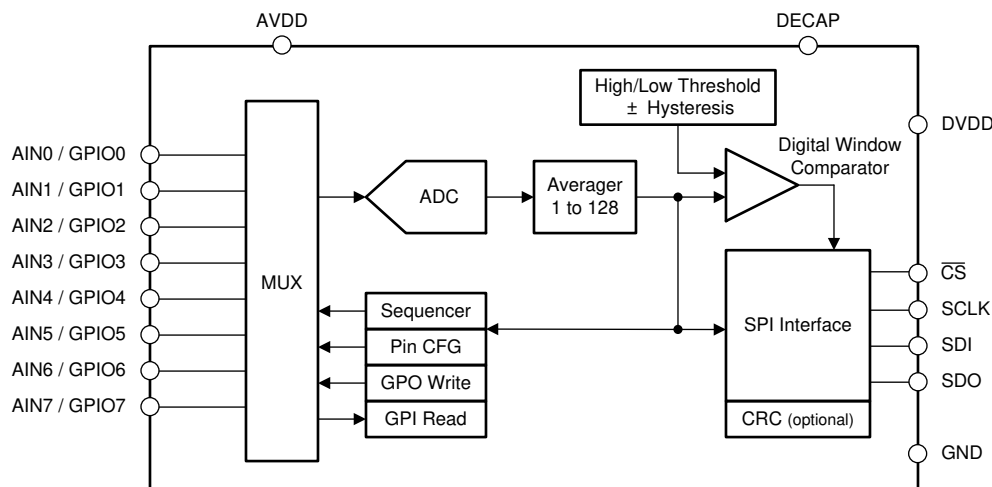 AVDD
DECAP
High/Low Threshold
± Hysteresis
DVDD
Digital Window
Comparator
AIN0 / GPIO0
AIN1 / GPIO1
AIN2 / GPIO2
AIN3 / GPIO3
AIN4 / GPIO4
AIN5 / GPIO5
AIN6 / GPIO6
AIN7 / GPIO7
MUX
ADC
Averager
1 to 128
Sequencer
Pin CFG
GPO Write
GPI Read
SPI Interface
CRC (optional)
C̅S̅
SCLK
SDI
SDO
GND